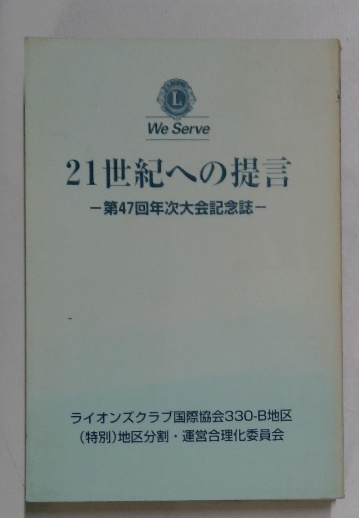 L
We Serve
21世紀への提言
－第47回年次大会記念誌－
ライオンズクラブ国際協会330-B地区
(特別)地区分割・運営合理化委員会